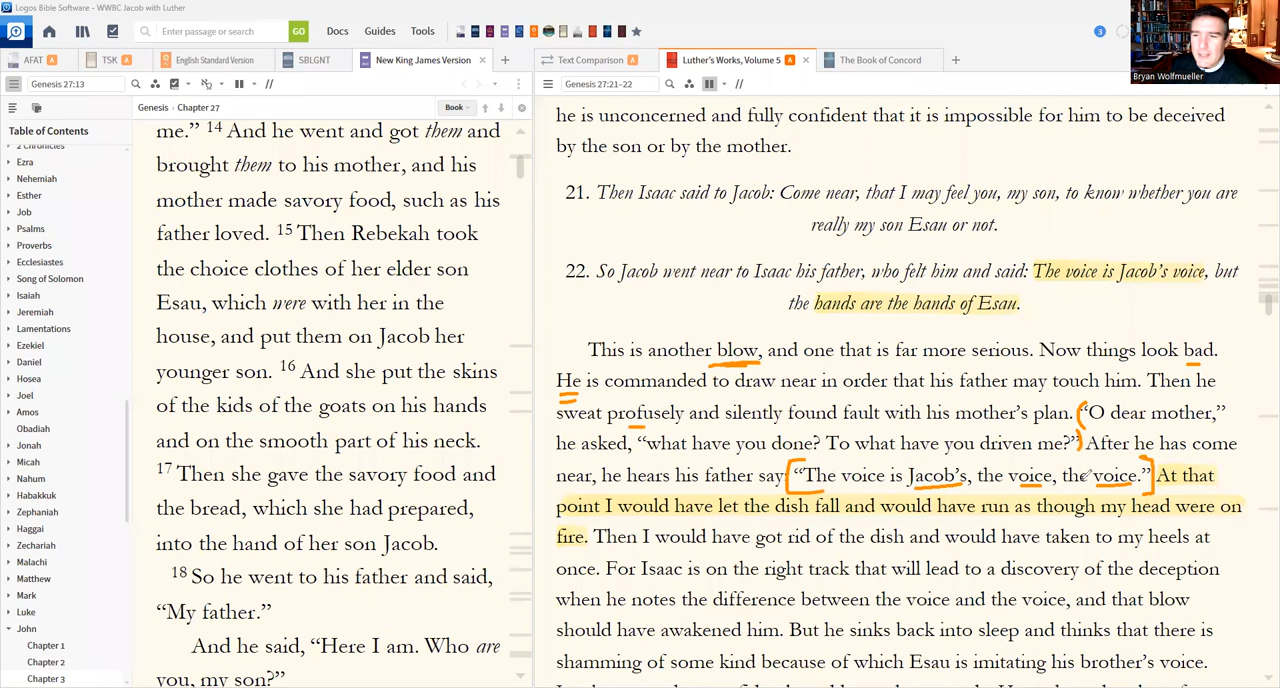 Logos Bible Software - WWBC Jacob with Luther
Enter passage or search
GO
Docs Guides Tools
3
Bryan Wolfmueller
AFAT A
TSK A
English Standard Version
SBLGNT
New King James Version
Text Comparison A
Luther's Works, Volume 5 A
The Book of Concord
Genesis 27:13
Genesis 27:21–22
Genesis › Chapter 27
Book
Table of Contents
2 Chronicles
Ezra
Nehemiah
Esther
Job
Psalms
Proverbs
Ecclesiastes
Song of Solomon
Isaiah
Jeremiah
Lamentations
Ezekiel
Daniel
Hosea
Joel
Amos
Obadiah
Jonah
Micah
Nahum
Habakkuk
Zephaniah
Haggai
Zechariah
Malachi
Matthew
Mark
Luke
John
Chapter 1
Chapter 2
Chapter 3
me.” 14 And he went and got them and
brought them to his mother, and his
mother made savory food, such as his
father loved. 15 Then Rebekah took
the choice clothes of her elder son
Esau, which were with her in the
house, and put them on Jacob her
younger son. 16 And she put the skins
of the kids of the goats on his hands
and on the smooth part of his neck.
17 Then she gave the savory food and
the bread, which she had prepared,
into the hand of her son Jacob.
18 So he went to his father and said,
“My father.”
And he said, “Here I am. Who are
you, my son?”
he is unconcerned and fully confident that it is impossible for him to be deceived
by the son or by the mother.
21. Then Isaac said to Jacob: Come near, that I may feel you, my son, to know whether you are
really my son Esau or not.
22. So Jacob went near to Isaac his father, who felt him and said: The voice is Jacob's voice, but
the hands are the hands of Esau.
This is another blow, and one that is far more serious. Now things look bad.
He is commanded to draw near in order that his father may touch him. Then he
sweat profusely and silently found fault with his mother's plan. “O dear mother,”
he asked, “what have you done? To what have you driven me?” After he has come
near, he hears his father say: “The voice is Jacob's, the voice, the voice.” At that
point I would have let the dish fall and would have run as though my head were on
fire. Then I would have got rid of the dish and would have taken to my heels at
once. For Isaac is on the right track that will lead to a discovery of the deception
when he notes the difference between the voice and the voice, and that blow
should have awakened him. But he sinks back into sleep and thinks that there is
shamming of some kind because of which Esau is imitating his brother's voice.